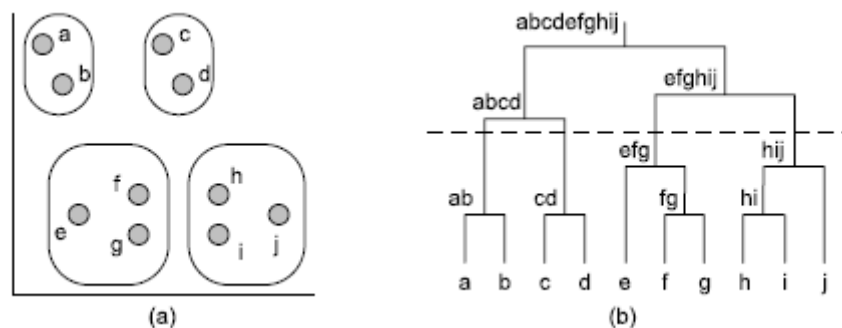 a
b
c
d
f
e
g
h
i
j
(a)
abcdefghij
efghij
abcd
efg
hij
ab
cd
fg
hi
a b c d e f g h i j
(b)